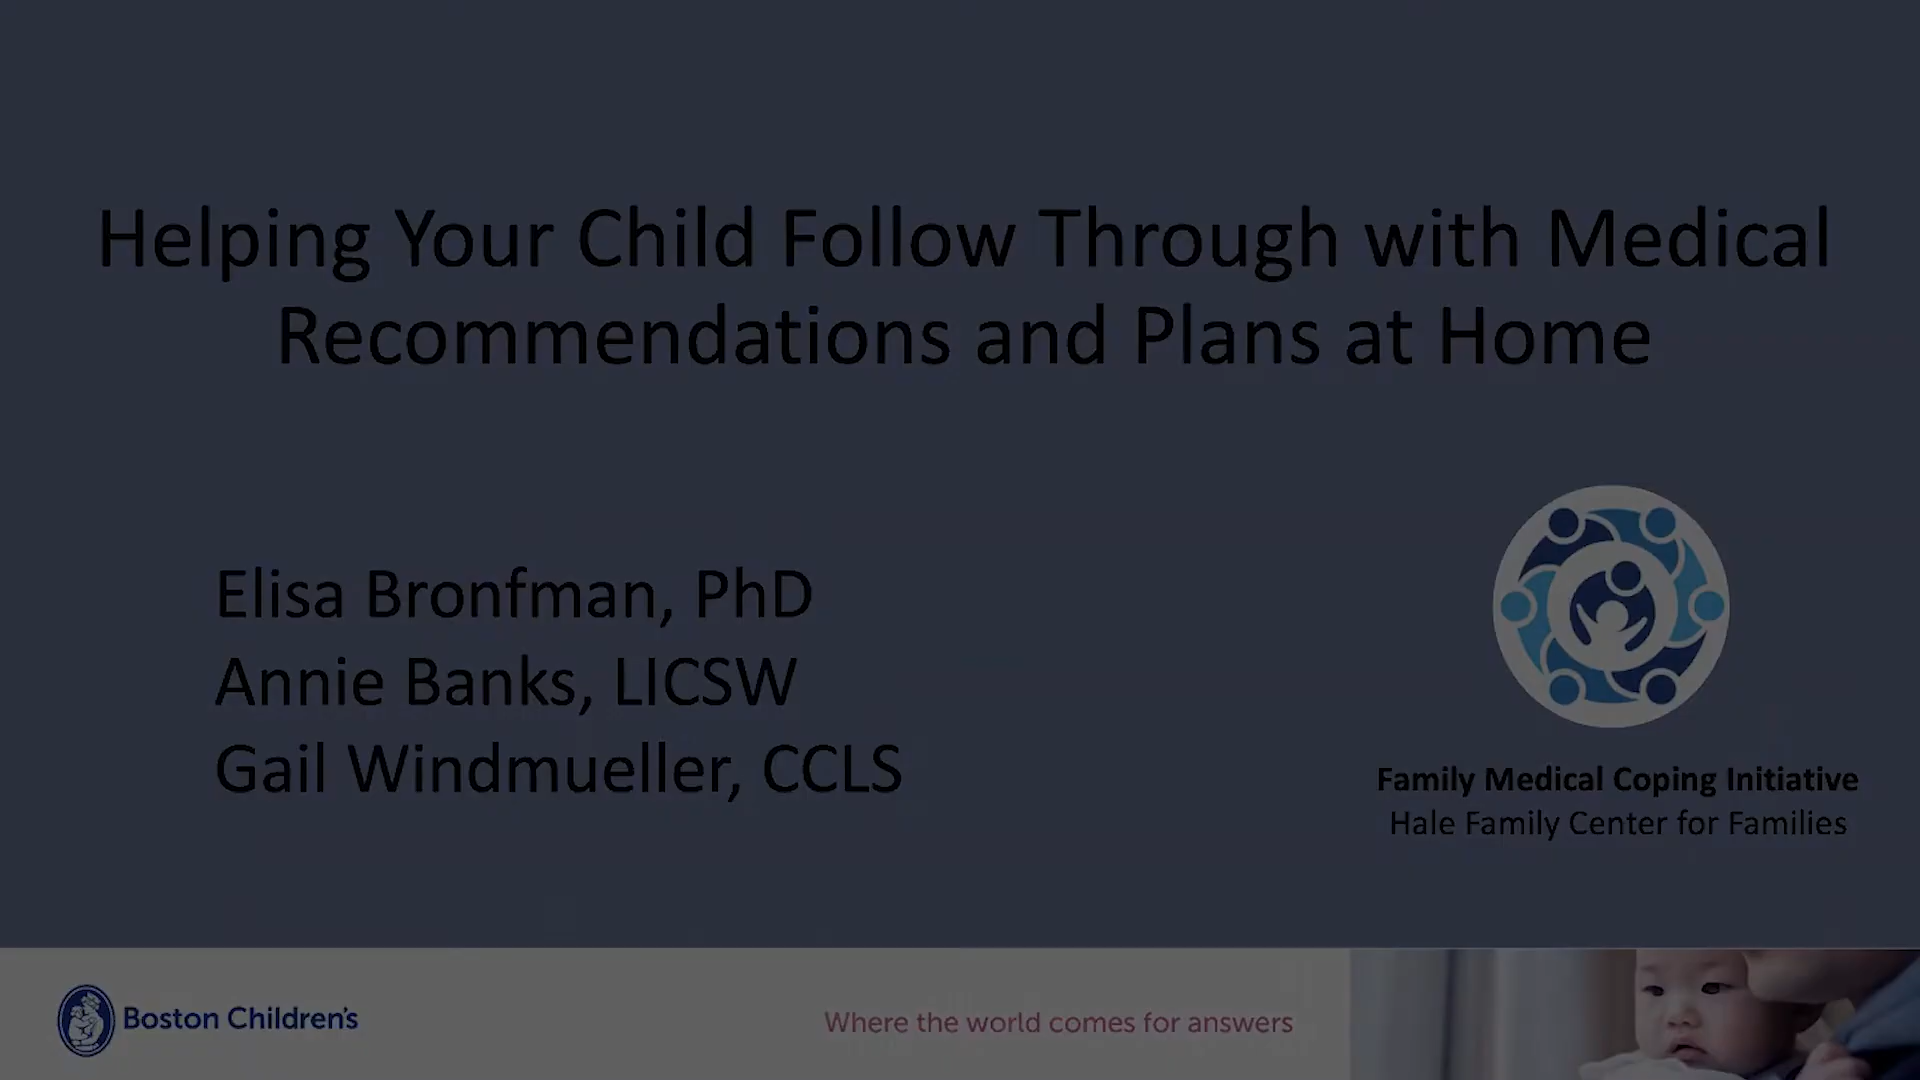 Helping Your Child Follow Through with Medical
Recommendations and Plans at Home
Elisa Bronfman, PhD
Annie Banks, LICSW
Gail Windmueller, CCLS
Family Medical Coping Initiative
Hale Family Center for Families
Boston Children's
Where the world comes for answers